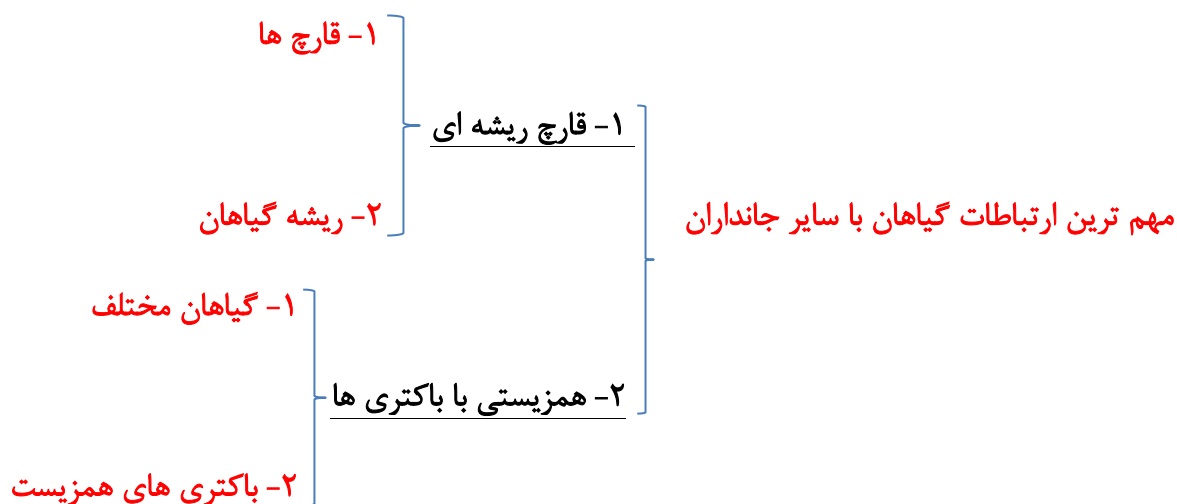 مهم ترین ارتباطات گیاهان با سایر جانداران
۱- قارچ ریشه ای
۱- قارچ ها
۲- ریشه گیاهان
۲- همزیستی با باکتری ها
۱- گیاهان مختلف
۲- باکتری های همزیست